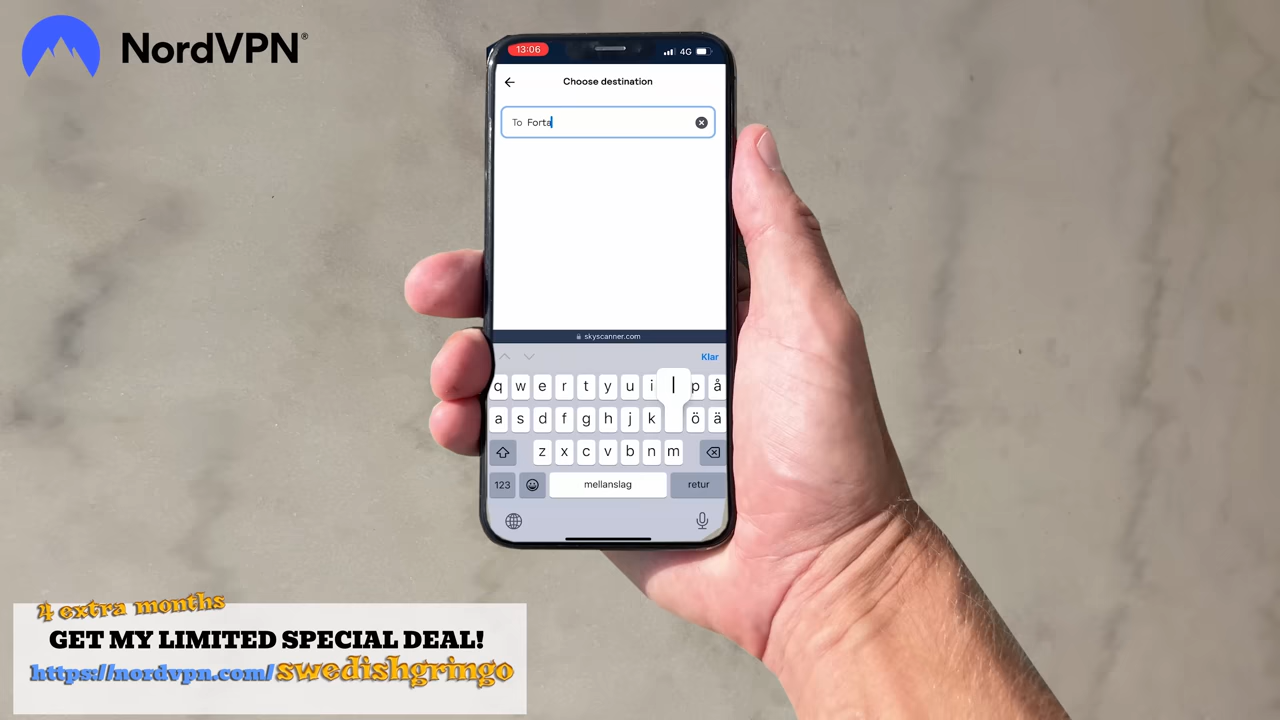 NordVPN®
13:06
4G
Choose destination
To Forta
skyscanner.com
Klar
q w e r t y u i l p å
a s d f g h j k ö ä
z x c v b n m
123
mellanslag
retur
4 extra months
GET MY LIMITED SPECIAL DEAL!
https://nordvpn.com/swedishgringo